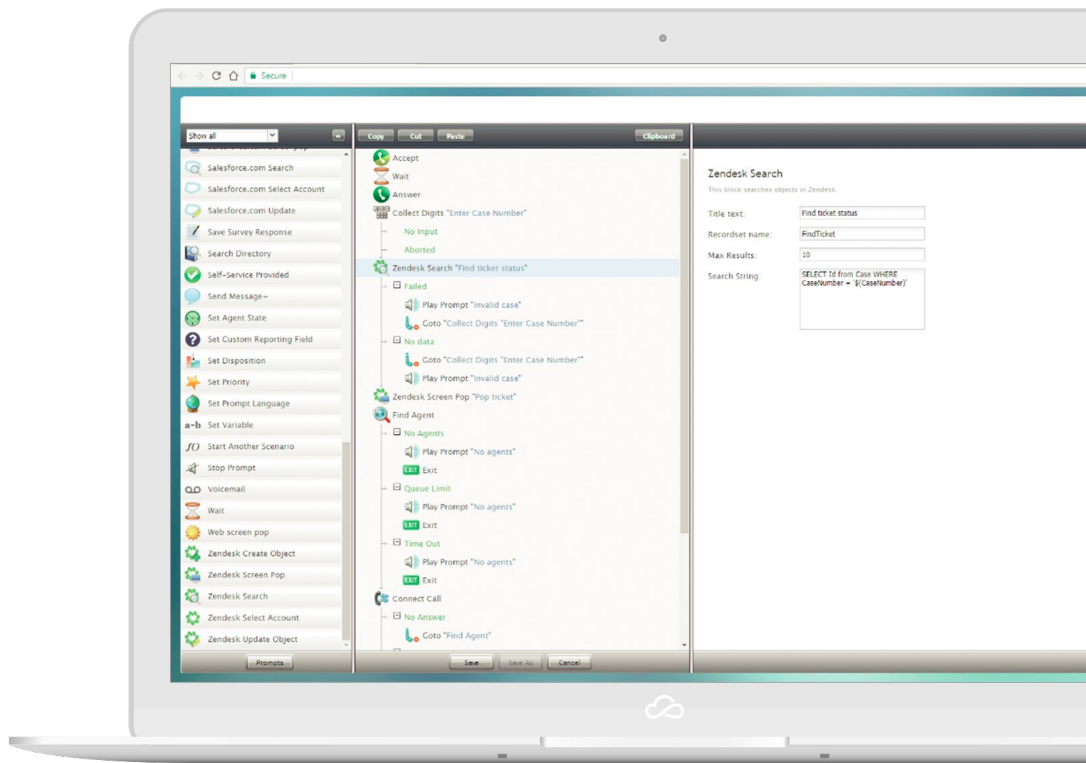 Secure
Show all
Copy
Cut
Paste
Clipboard
Salesforce.com Search
Salesforce.com Select Account
Salesforce.com Update
Save Survey Response
Search Directory
Self-Service Provided
Send Message+
Set Agent State
Set Custom Reporting Field
Set Disposition
Set Priority
Set Prompt Language
a=b Set Variable
f() Start Another Scenario
Stop Prompt
Voicemail
Wait
Web screen pop
Zendesk Create Object
Zendesk Screen Pop
Zendesk Search
Zendesk Select Account
Zendesk Update Object
Prompts
Accept
Wait
Answer
Collect Digits "Enter Case Number"
No Input
Aborted
Zendesk Search "Find ticket status"
Failed
Play Prompt "Invalid case"
Goto "Collect Digits "Enter Case Number""
No data
Goto "Collect Digits "Enter Case Number""
Play Prompt "Invalid case"
Zendesk Screen Pop "Pop ticket"
Find Agent
No Agents
Play Prompt "No agents"
EXIT Exit
Queue Limit
Play Prompt "No agents"
EXIT Exit
Time Out
Play Prompt "No agents"
EXIT Exit
Connect Call
No Answer
Goto "Find Agent"
Save
Save As
Cancel
Zendesk Search
This block searches objects in Zendesk
Title text: Find ticket status
Recordset name: FindTicket
Max Results: 10
Search String: SELECT Id from Case WHERE
CaseNumber = '$(CaseNumber)'